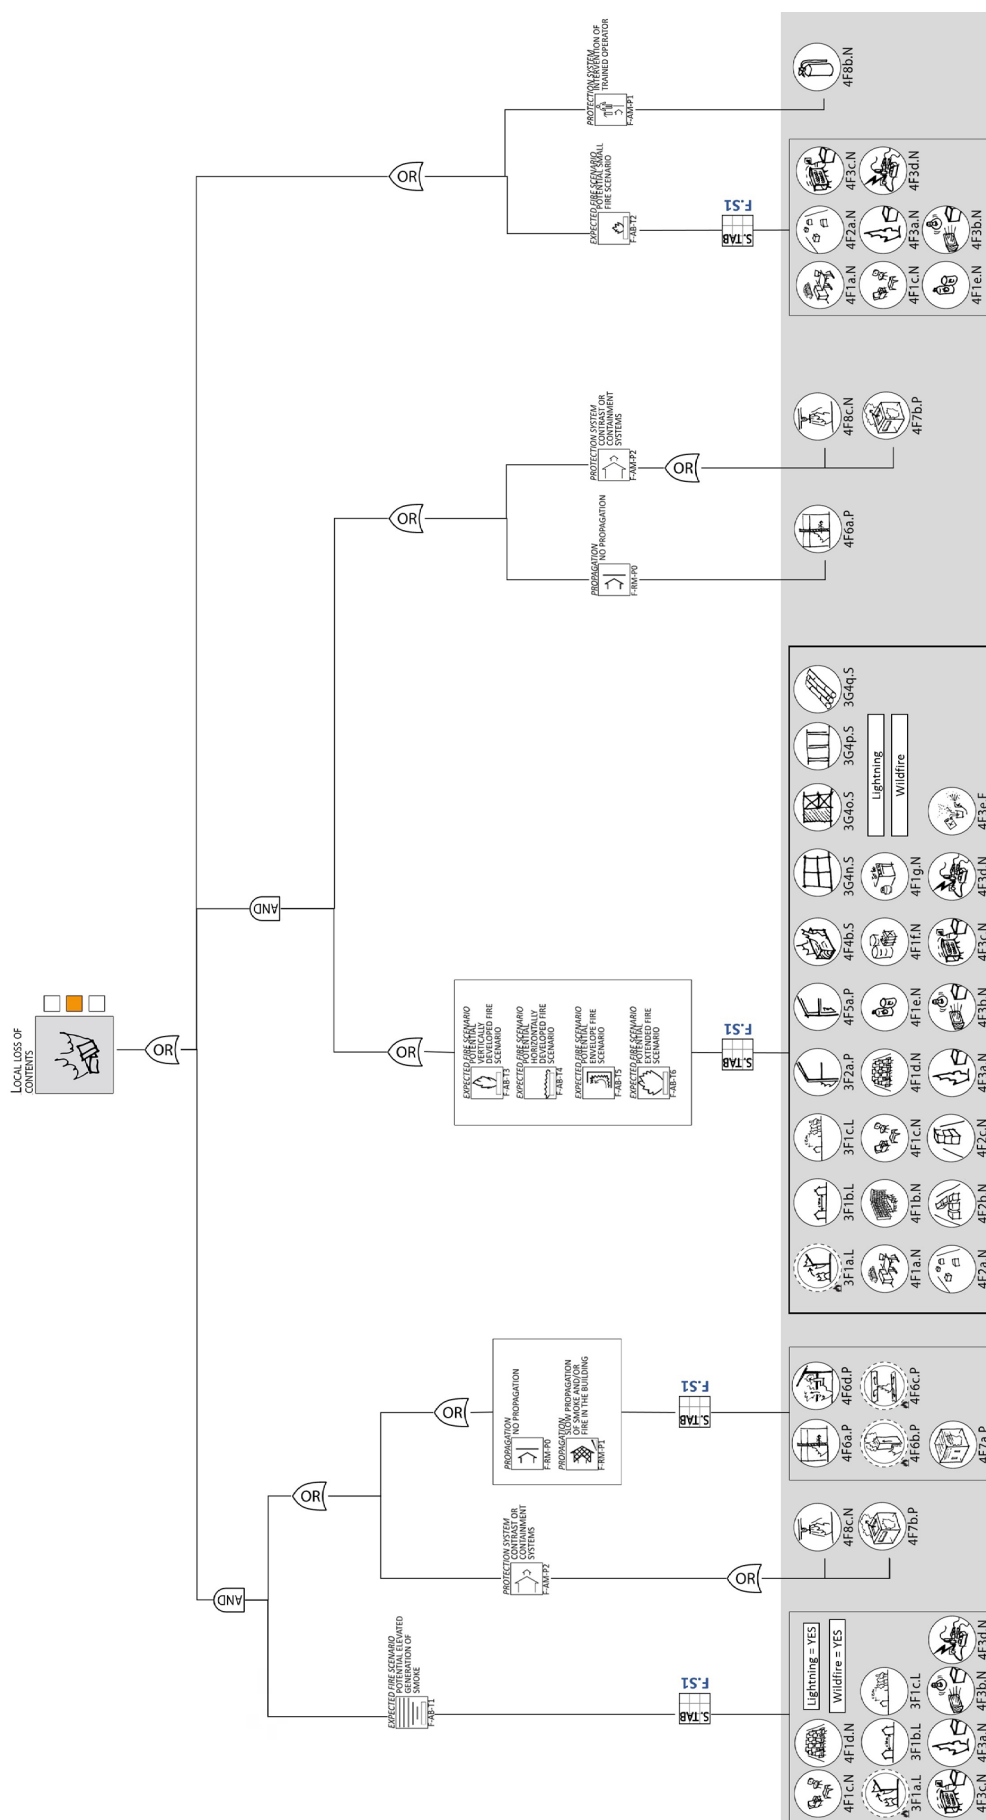 LOCAL LOSS OF
CONTENTS
OR
AND
AND
OR
OR
OR
OR
OR
EXPECTED FIRE SCENARIO
POTENTIAL ELEVATED
GENERATION OF
SMOKE
F-AB-T1
S.TAB
F.S1
PROTECTION SYSTEM
CONTRAST OR
CONTAINMENT
SYSTEMS
F-AM-P2
OR
PROPAGATION
NO PROPAGATION
F-RM-P0
PROPAGATION
SLOW PROPAGATION
OF SMOKE AND/OR
FIRE IN THE BUILDING
F-RM-P1
S.TAB
F.S1
EXPECTED FIRE SCENARIO
POTENTIAL
VERTICALLY
DEVELOPED FIRE
SCENARIO
F-AB-T3
EXPECTED FIRE SCENARIO
POTENTIAL
HORIZONTALLY
DEVELOPED FIRE
SCENARIO
F-AB-T4
EXPECTED FIRE SCENARIO
POTENTIAL
ENVELOPE FIRE
SCENARIO
F-AB-T5
EXPECTED FIRE SCENARIO
POTENTIAL
EXTENDED FIRE
SCENARIO
F-AB-T6
S.TAB
F.S1
PROPAGATION
NO PROPAGATION
F-RM-P0
PROTECTION SYSTEM
CONTRAST OR
CONTAINMENT
SYSTEMS
F-AM-P2
OR
EXPECTED FIRE SCENARIO
POTENTIAL SMALL
FIRE SCENARIO
F-AB-T2
S.TAB
F.S1
PROTECTION SYSTEM
INTERVENTION OF
TRAINED OPERATOR
F-AM-P1
4F1c.N 4F1d.N Lightning = YES
Wildfire = YES
3F1a.L 3F1b.L 3F1c.L
4F3c.N 4F3a.N 4F3b.N 4F3d.N
4F8c.N
4F7b.P
4F6a.P 4F6d.P
4F6b.P 4F6c.P
4F7a.P
3F1a.L 3F1b.L 3F1c.L 3F2a.P 4F5a.P 4F4b.S 3G4n.S 3G4o.S 3G4p.S 3G4q.S
4F1a.N 4F1b.N 4F1c.N 4F1d.N 4F1e.N 4F1f.N 4F1g.N Lightning
Wildfire
4F2a.N 4F2b.N 4F2c.N 4F3a.N 4F3b.N 4F3c.N 4F3d.N
4F6a.P
4F8c.N
4F7b.P
4F1a.N 4F2a.N 4F3c.N
4F1c.N 4F3a.N 4F3d.N
4F1e.N 4F3b.N
4F8b.N